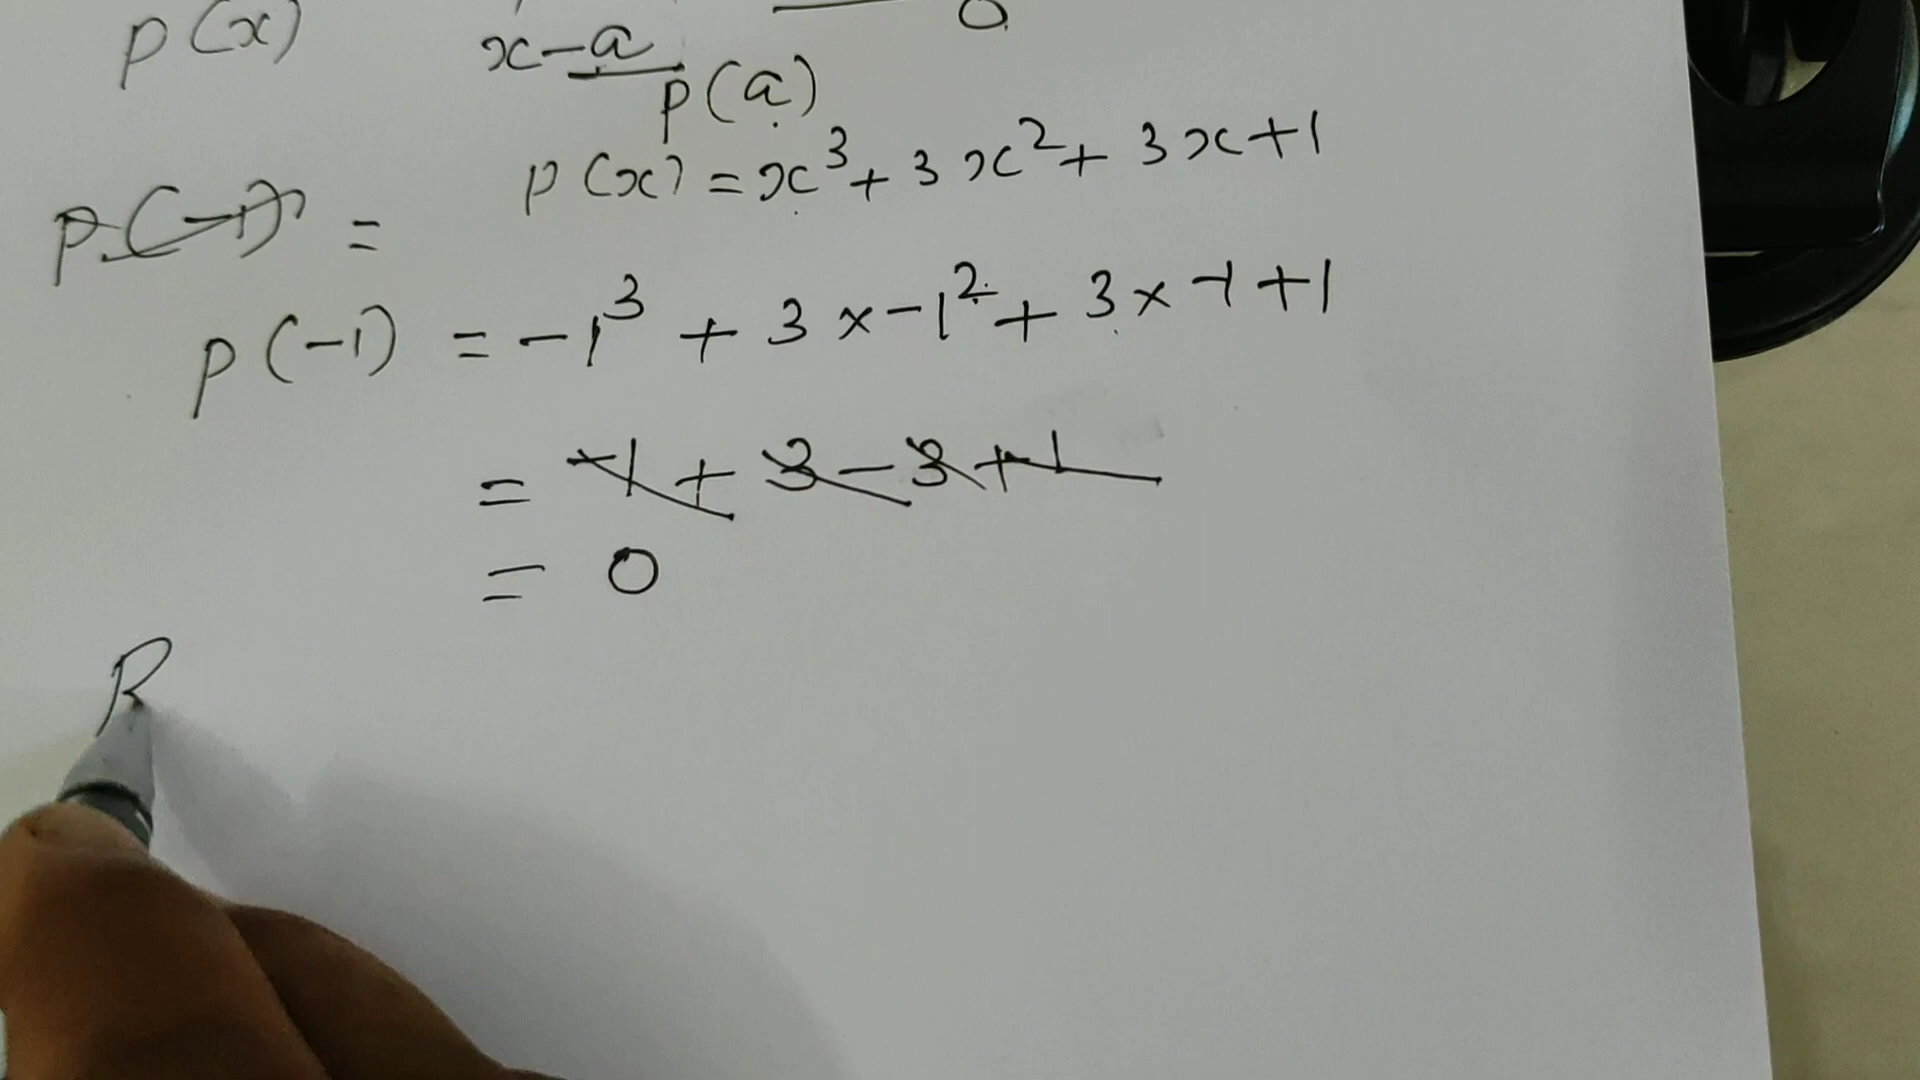 p(x) x-a 0
p(a)
p(x) = x³ + 3x² + 3x + 1
p(-1) =
p(-1) = -1³ + 3 × -1² + 3 × -1 + 1
= -1 + 3 - 3 + 1
= 0
R